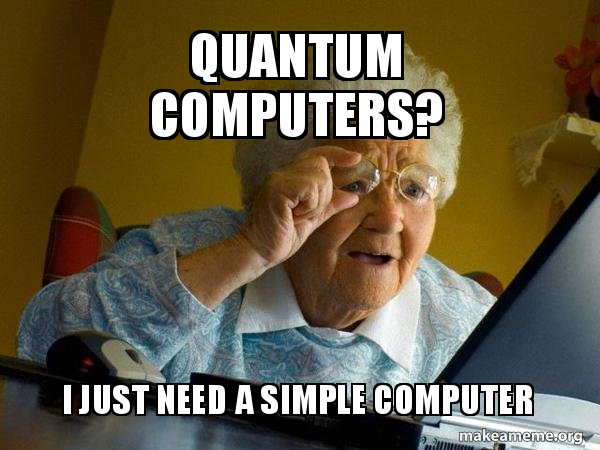 QUANTUM
COMPUTERS?
I JUST NEED A SIMPLE COMPUTER
makeameme.org